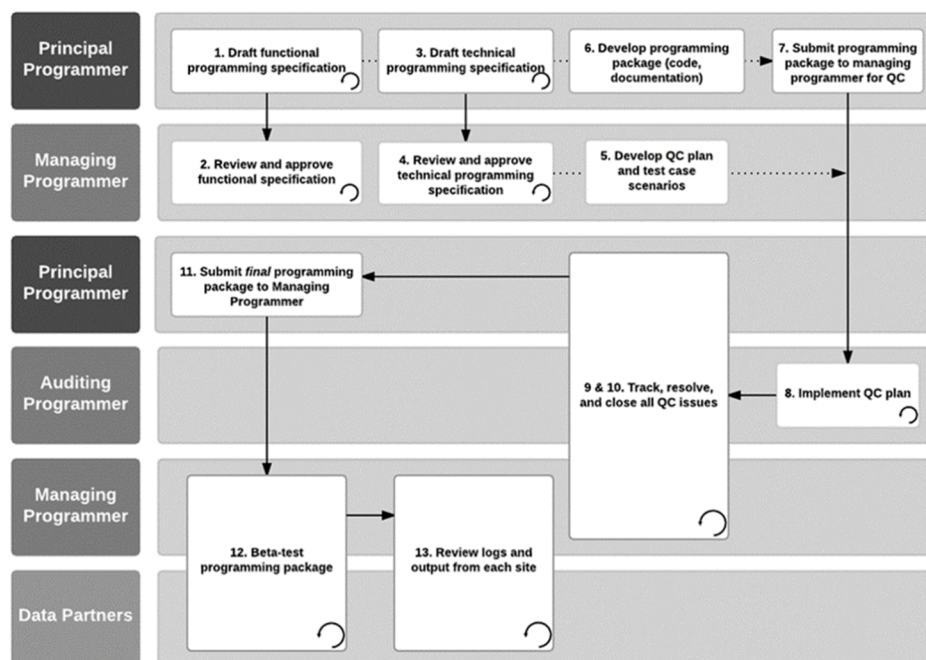 Principal
Programmer
1. Draft functional
programming specification
3. Draft technical
programming specification
6. Develop programming
package (code,
documentation)
7. Submit programming
package to managing
programmer for QC
Managing
Programmer
2. Review and approve
functional specification
4. Review and approve
technical programming
specification
5. Develop QC plan
and test case
scenarios
Principal
Programmer
11. Submit final programming
package to Managing
Programmer
Auditing
Programmer
9 & 10. Track, resolve,
and close all QC issues
8. Implement QC plan
Managing
Programmer
12. Beta-test
programming package
13. Review logs and
output from each site
Data Partners